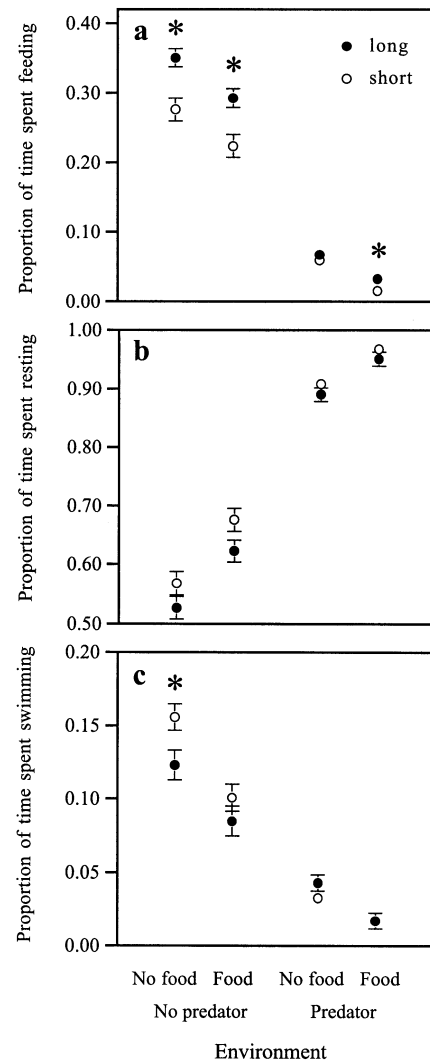 Proportion of time spent feeding
0.40
0.30
0.20
0.10
0.00
a
*
*
*
long
short
Proportion of time spent resting
1.00
0.90
0.80
0.70
0.60
0.50
b
Proportion of time spent swimming
0.20
0.15
0.10
0.05
0.00
c
*
No food Food No food Food
No predator Predator
Environment